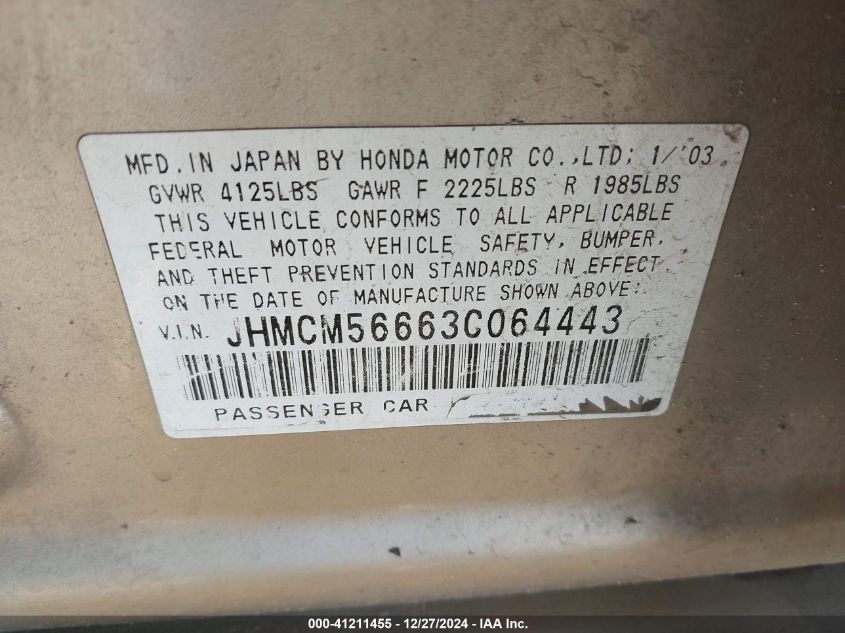 MFD. IN JAPAN BY HONDA MOTOR CO., LTD; 1/'03
GVWR 4125LBS GAWR F 2225LBS R 1985LBS
THIS VEHICLE CONFORMS TO ALL APPLICABLE
FEDERAL MOTOR VEHICLE SAFETY, BUMPER,
AND THEFT PREVENTION STANDARDS IN EFFECT
ON THE DATE OF MANUFACTURE SHOWN ABOVE:
V.I.N. JHMCM56663C064443
PASSENGER CAR
000-41211455 - 12/27/2024 - IAA Inc.